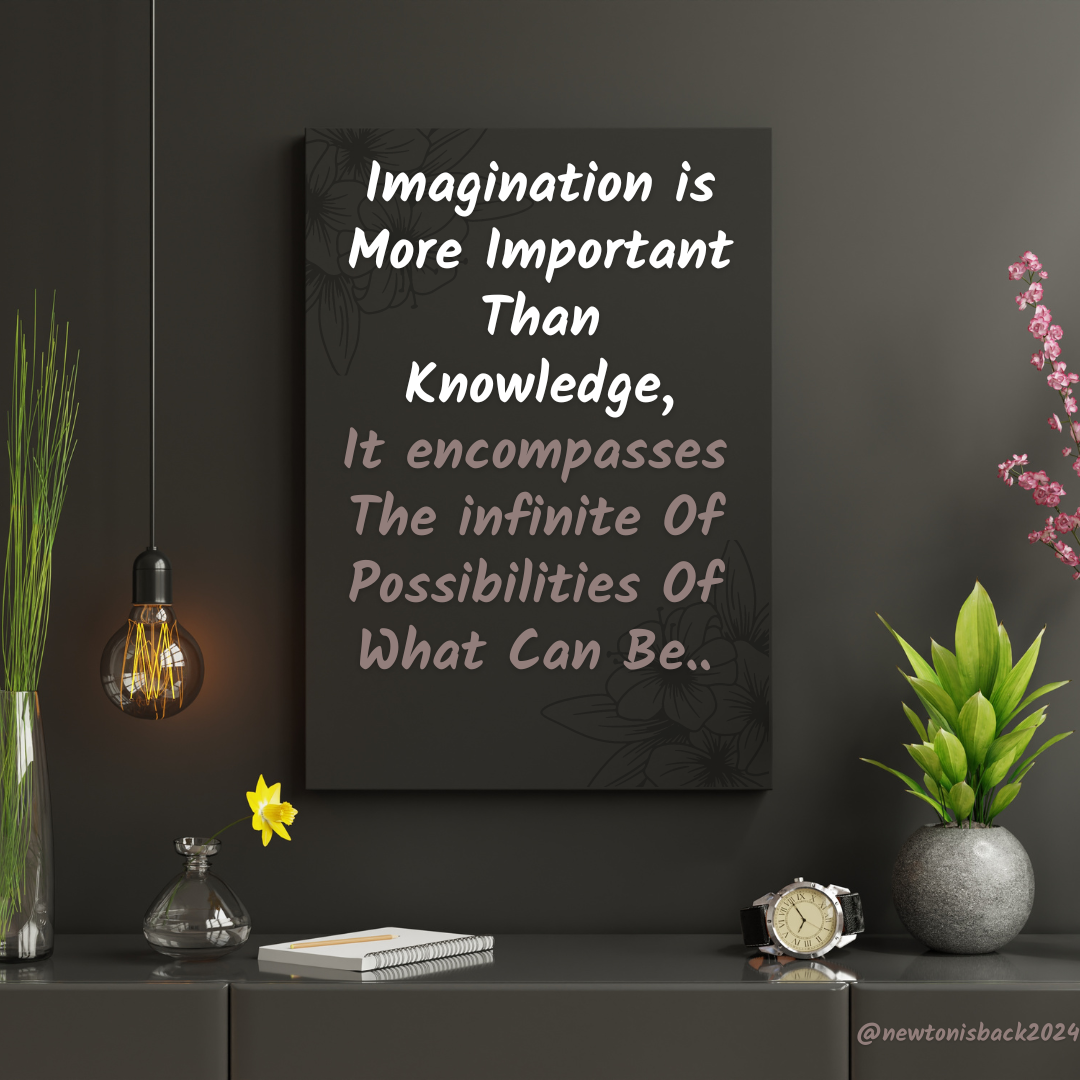 Imagination is
More Important
Than
Knowledge,
It encompasses
The infinite Of
Possibilities Of
What Can Be..
@newtonisback2024